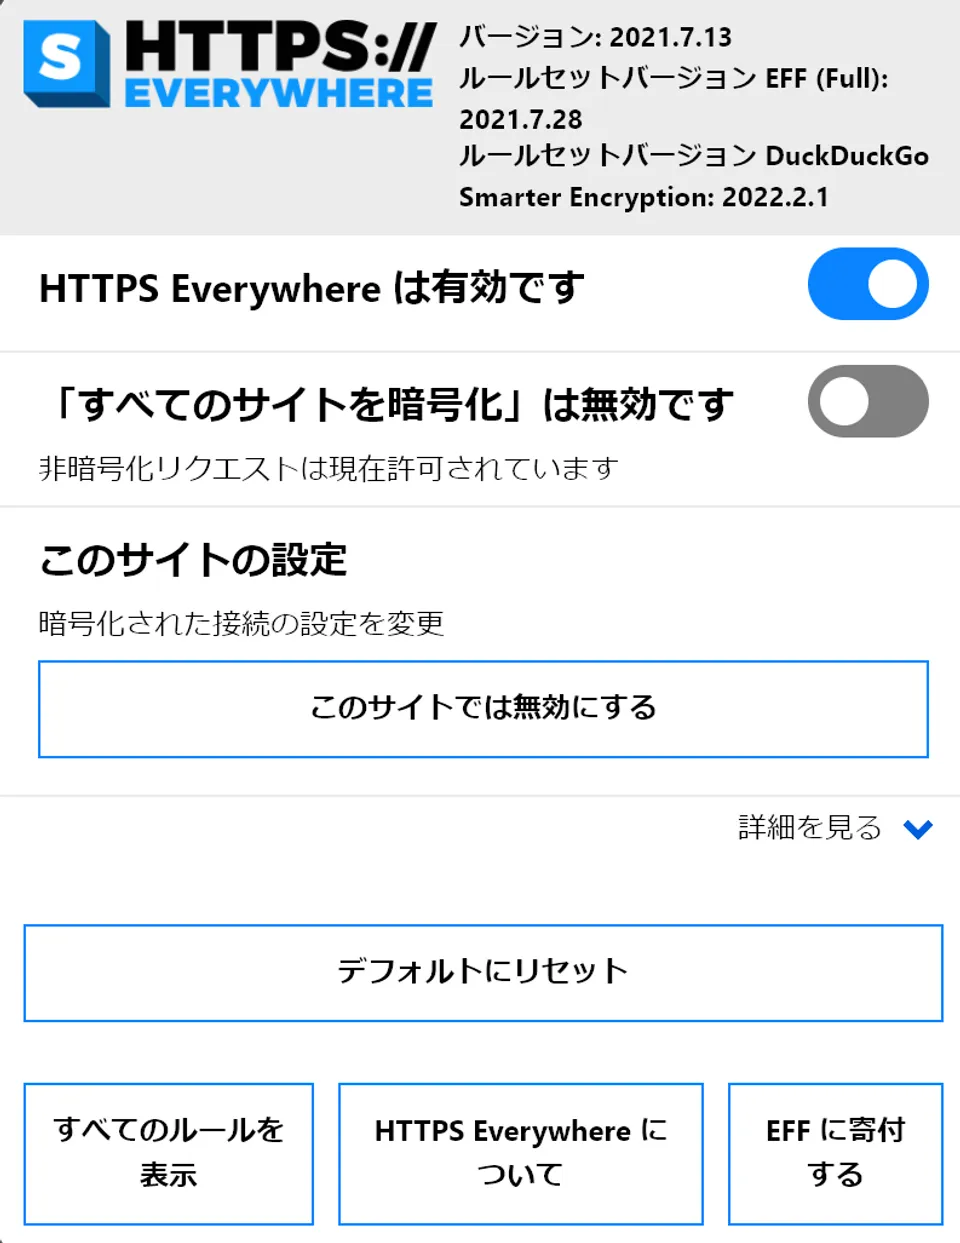 S
HTTPS://
EVERYWHERE
バージョン: 2021.7.13
ルールセットバージョン EFF (Full):
2021.7.28
ルールセットバージョン DuckDuckGo
Smarter Encryption: 2022.2.1
HTTPS Everywhere は有効です
「すべてのサイトを暗号化」は無効です
非暗号化リクエストは現在許可されています
このサイトの設定
暗号化された接続の設定を変更
このサイトでは無効にする
詳細を見る
デフォルトにリセット
すべてのルールを
表示
HTTPS Everywhere に
ついて
EFF に寄付
する